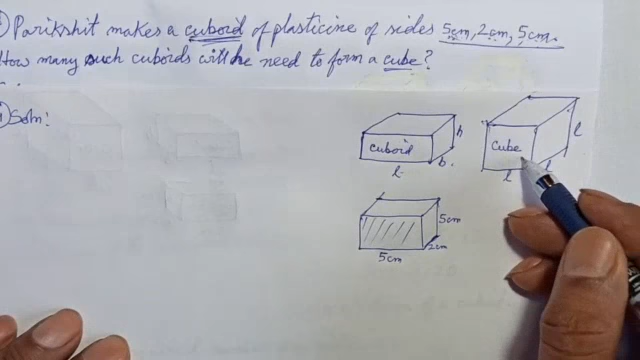 Parikshit makes a cuboid of plasticine of sides 5cm, 2cm, 5cm.
How many such cuboids will he need to form a cube?
Soln:
cuboid
h
b
l
Cube
l
l
l
5cm
2cm
5cm